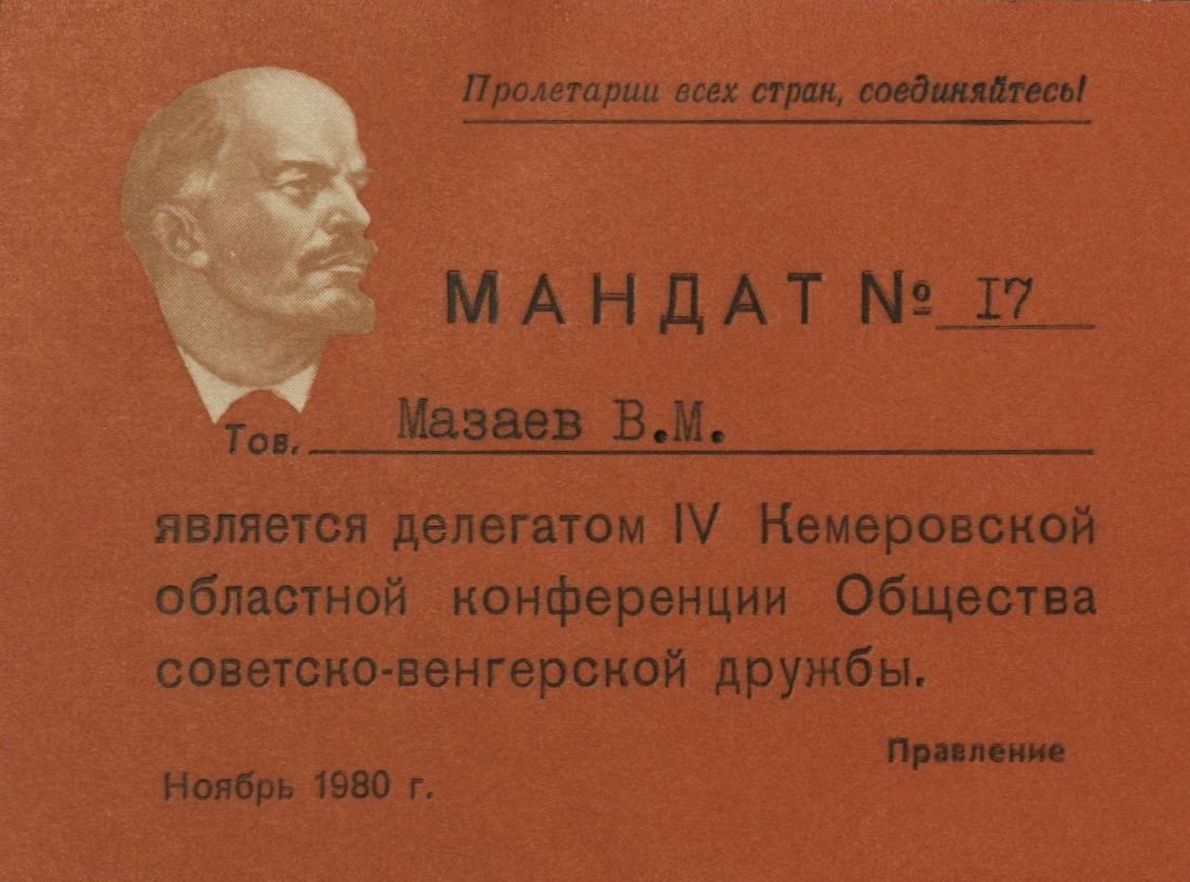 Пролетарии всех стран, соединяйтесь!
МАНДАТ № 17
Тов. Мазаев В.М.
является делегатом IV Кемеровской
областной конференции Общества
советско-венгерской дружбы.
Правление
Ноябрь 1980 г.